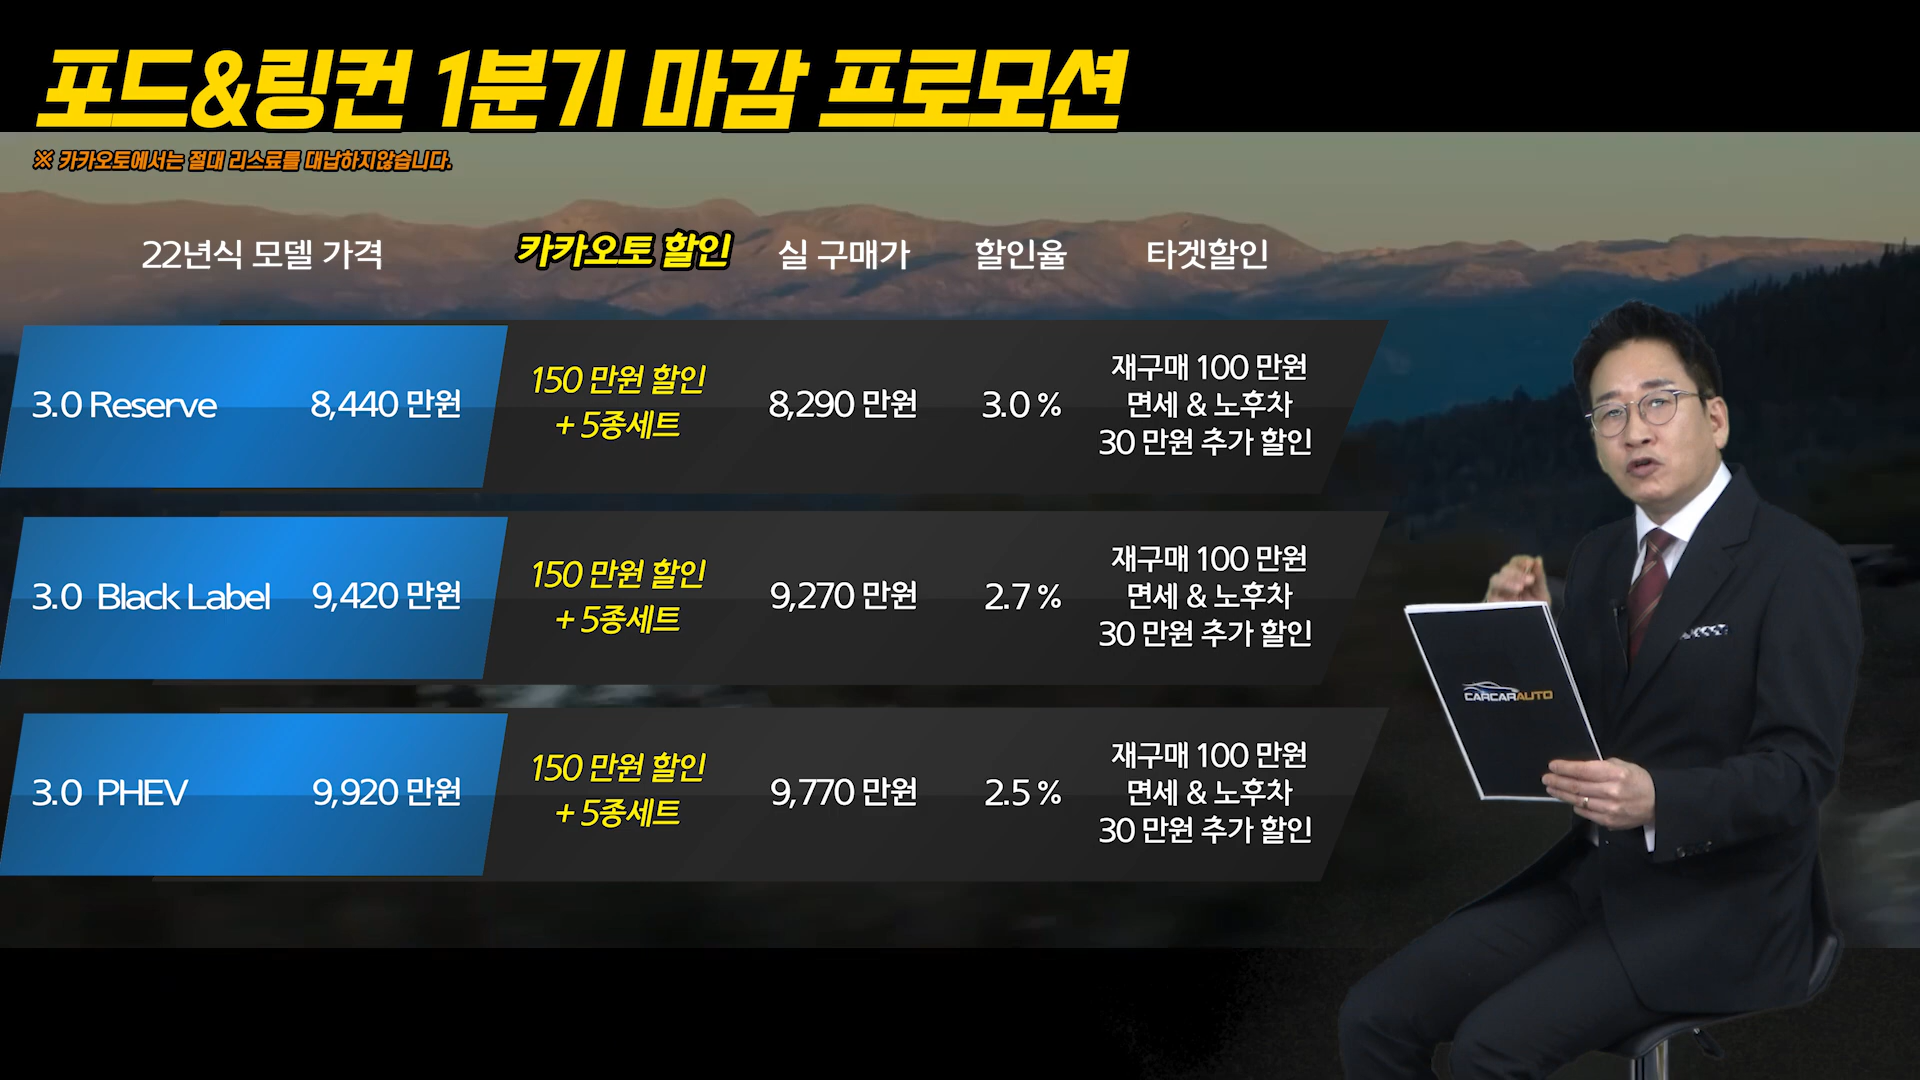 포드&링컨 1분기 마감 프로모션
※ 카카오토에서는 절대 리스료를 대납하지않습니다.
22년식 모델 가격 카카오토 할인 실 구매가 할인율 타겟할인
3.0 Reserve 8,440 만원
150 만원 할인
+ 5종세트
8,290 만원
3.0 %
재구매 100 만원
면세 & 노후차
30 만원 추가 할인
3.0 Black Label 9,420 만원
150 만원 할인
+ 5종세트
9,270 만원
2.7 %
재구매 100 만원
면세 & 노후차
30 만원 추가 할인
3.0 PHEV 9,920 만원
150 만원 할인
+ 5종세트
9,770 만원
2.5 %
재구매 100 만원
면세 & 노후차
30 만원 추가 할인
CARCARAUTO